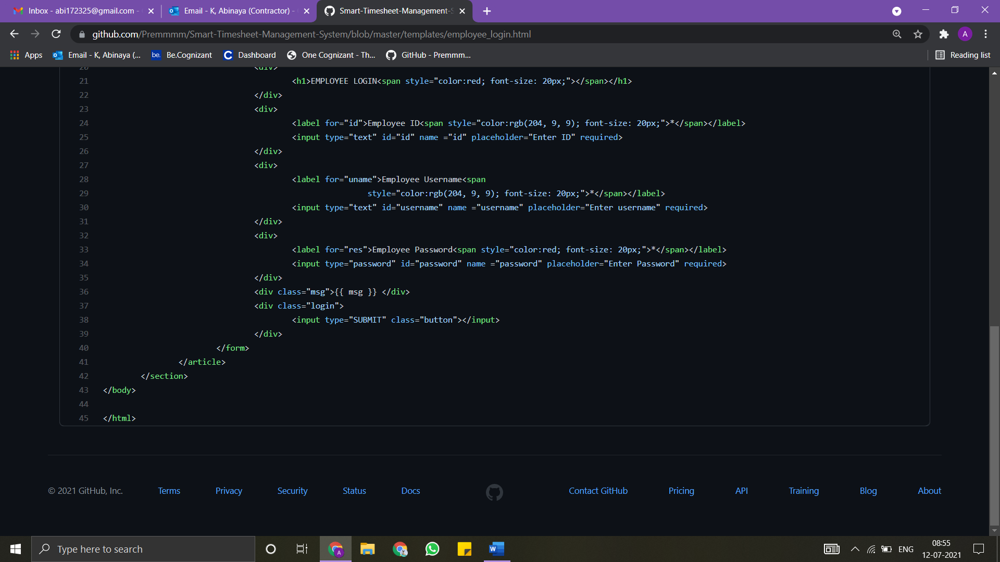 Inbox - abi172325@gmail.com -
Email - K, Abinaya (Contractor) -
Smart-Timesheet-Management-S
github.com/Premmmm/Smart-Timesheet-Management-System/blob/master/templates/employee_login.html
A
Apps
Email - K, Abinaya (...
be.
Be.Cognizant
Dashboard
One Cognizant - Th...
GitHub - Premmm...
Reading list
20 <div>
21 <h1>EMPLOYEE LOGIN<span style="color:red; font-size: 20px;"></span></h1>
22 </div>
23 <div>
24 <label for="id">Employee ID<span style="color:rgb(204, 9, 9); font-size: 20px;">*</span></label>
25 <input type="text" id="id" name ="id" placeholder="Enter ID" required>
26 </div>
27 <div>
28 <label for="uname">Employee Username<span
29 style="color:rgb(204, 9, 9); font-size: 20px;">*</span></label>
30 <input type="text" id="username" name ="username" placeholder="Enter username" required>
31 </div>
32 <div>
33 <label for="res">Employee Password<span style="color:red; font-size: 20px;">*</span></label>
34 <input type="password" id="password" name ="password" placeholder="Enter Password" required>
35 </div>
36 <div class="msg">{{ msg }} </div>
37 <div class="login">
38 <input type="SUBMIT" class="button"></input>
39 </div>
40 </form>
41 </article>
42 </section>
43 </body>
44
45 </html>
© 2021 GitHub, Inc.
Terms
Privacy
Security
Status
Docs
Contact GitHub
Pricing
API
Training
Blog
About
Type here to search
ENG
08:55
12-07-2021